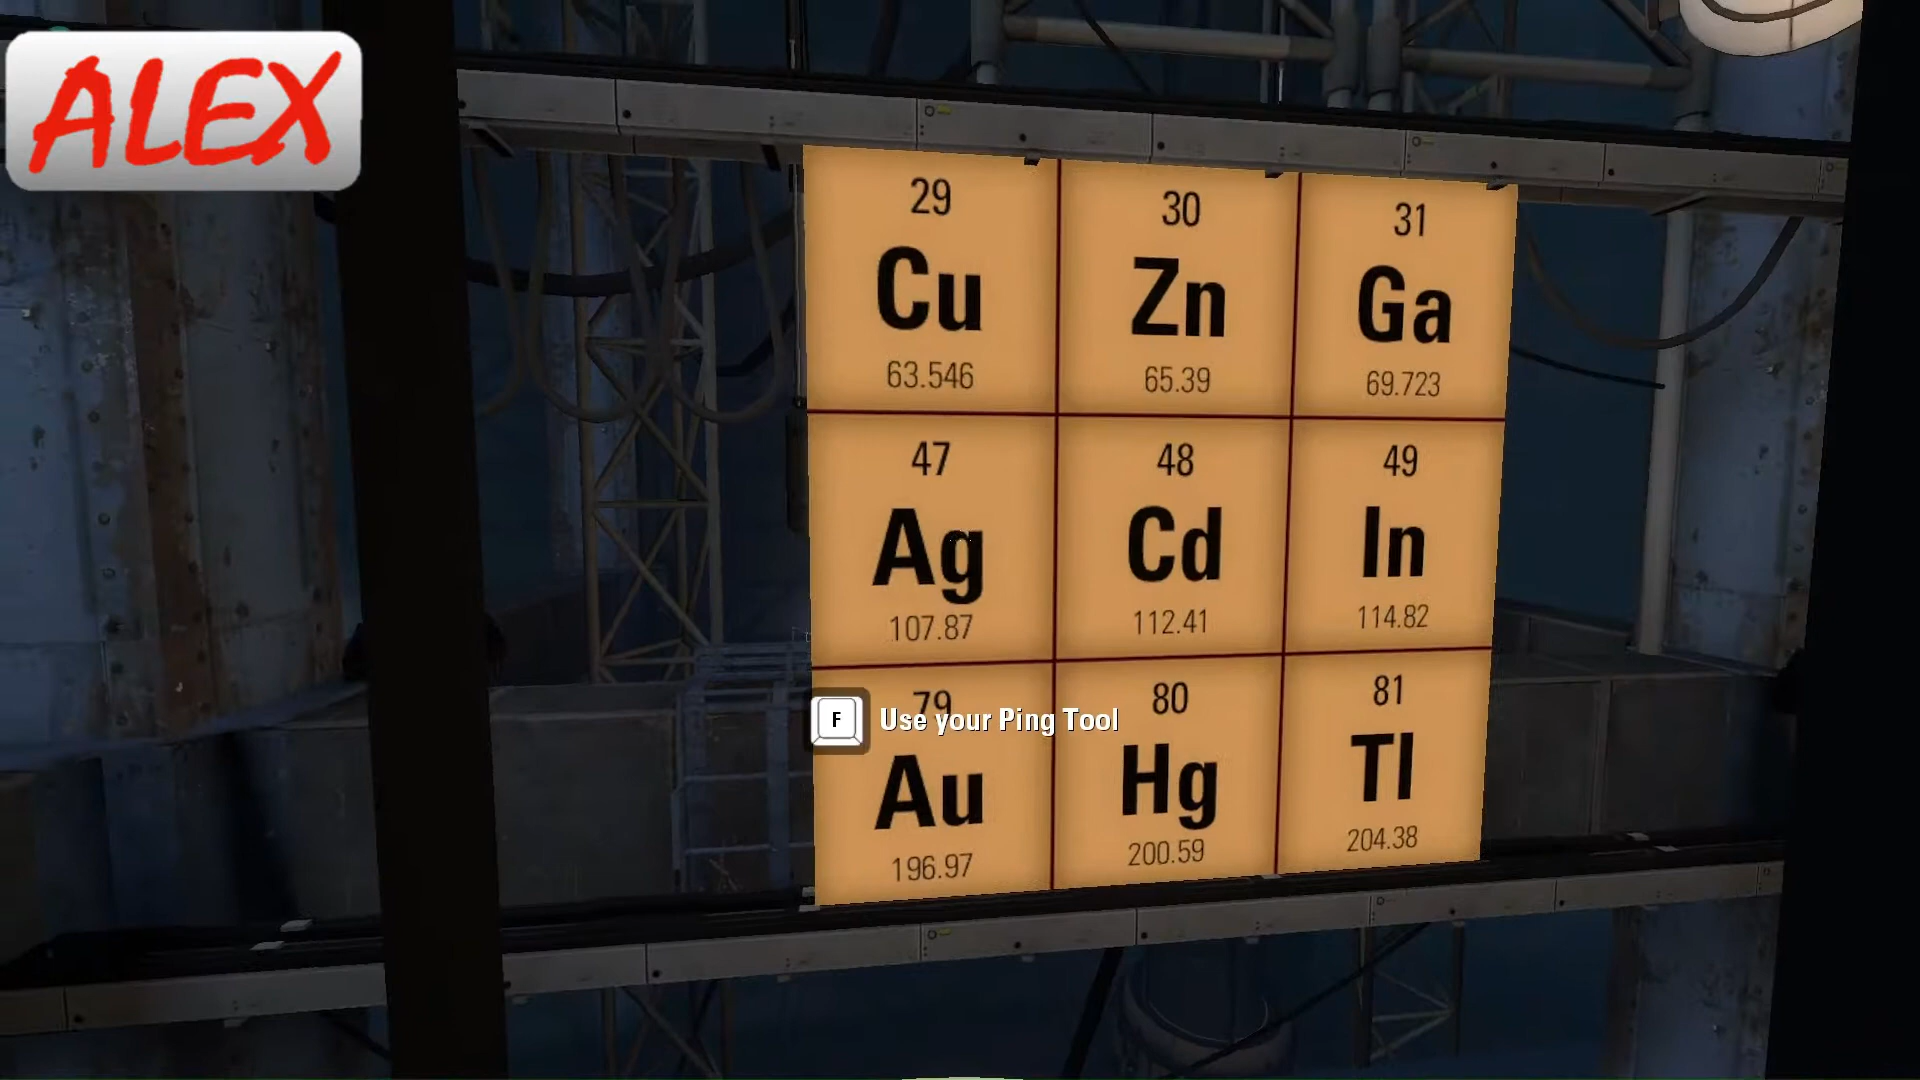 ALEX
29 30 31
Cu Zn Ga
63.546 65.39 69.723
47 48 49
Ag Cd In
107.87 112.41 114.82
79 80 81
F Use your Ping Tool
Au Hg Tl
196.97 200.59 204.38